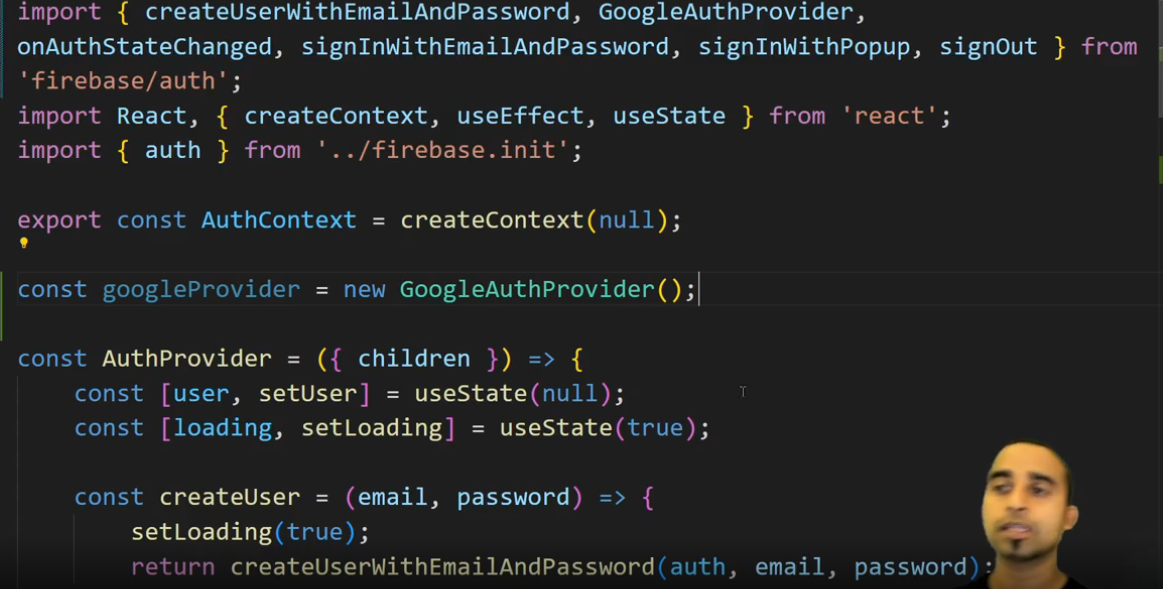 import { createUserWithEmailAndPassword, GoogleAuthProvider,
onAuthStateChanged, signInWithEmailAndPassword, signInWithPopup, signOut } from
'firebase/auth';
import React, { createContext, useEffect, useState } from 'react';
import { auth } from '../firebase.init';
export const AuthContext = createContext(null);
const googleProvider = new GoogleAuthProvider();
const AuthProvider = ({ children }) => {
const [user, setUser] = useState(null);
const [loading, setLoading] = useState(true);
const createUser = (email, password) => {
setLoading(true);
return createUserWithEmailAndPassword(auth, email, password);